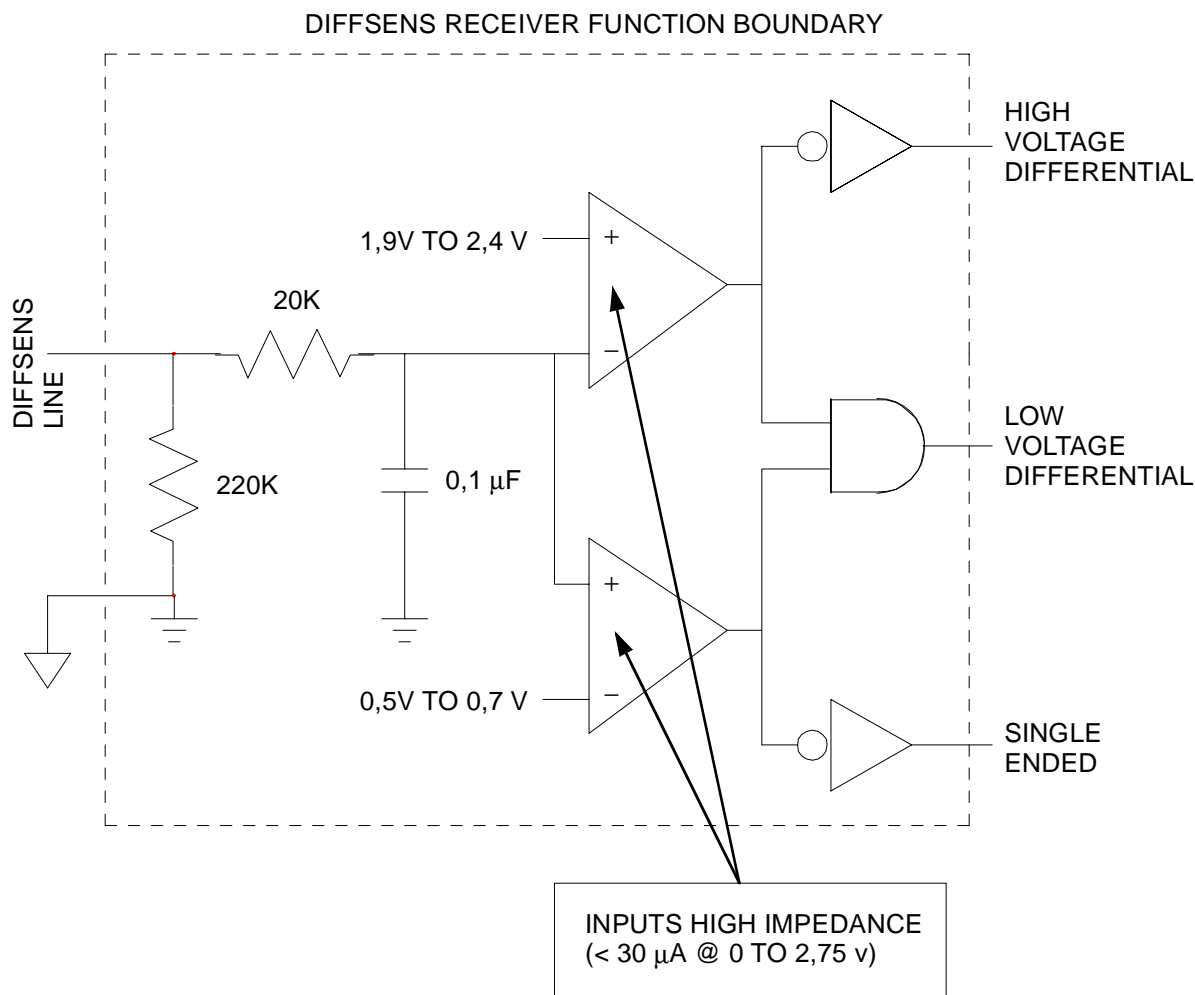 DIFFSENS RECEIVER FUNCTION BOUNDARY
HIGH
VOLTAGE
DIFFERENTIAL
1,9V TO 2,4 V
+
−
20K
DIFFSENS
LINE
220K
0,1 μF
LOW
VOLTAGE
DIFFERENTIAL
+
−
0,5V TO 0,7 V
SINGLE
ENDED
INPUTS HIGH IMPEDANCE
(< 30 μA @ 0 TO 2,75 v)